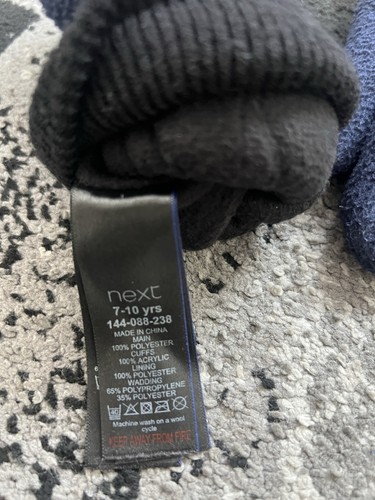 next
7-10 yrs
144-088-238
MADE IN CHINA
MAIN
100% POLYESTER
CUFFS
100% ACRYLIC
LINING
100% POLYESTER
WADDING
65% POLYPROPYLENE
35% POLYESTER
40
Machine wash on a wool
cycle
KEEP AWAY FROM FIRE